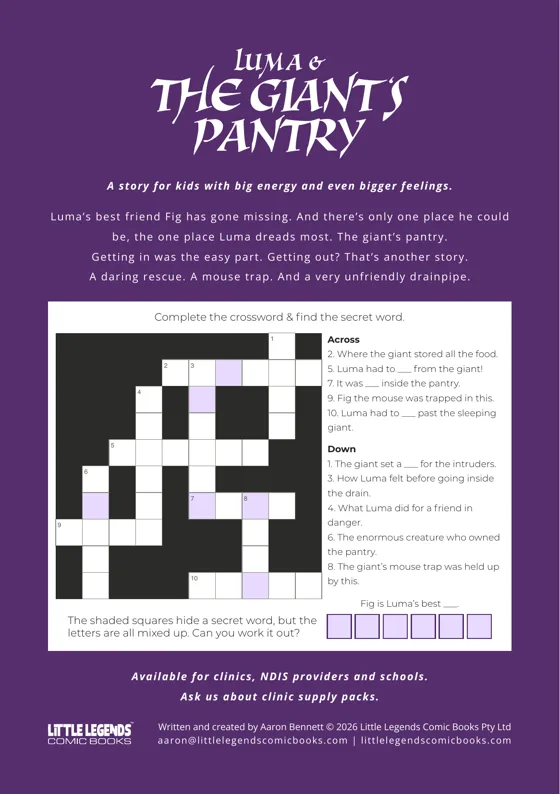 LUMA &
THE GIANT'S
PANTRY
A story for kids with big energy and even bigger feelings.
Luma's best friend Fig has gone missing. And there's only one place he could
be, the one place Luma dreads most. The giant's pantry.
Getting in was the easy part. Getting out? That's another story.
A daring rescue. A mouse trap. And a very unfriendly drainpipe.
Complete the crossword & find the secret word.
1
2
3
4
5
6
7
8
9
10
Across
2. Where the giant stored all the food.
5. Luma had to ___ from the giant!
7. It was ___ inside the pantry.
9. Fig the mouse was trapped in this.
10. Luma had to ___ past the sleeping
giant.
Down
1. The giant set a ___ for the intruders.
3. How Luma felt before going inside
the drain.
4. What Luma did for a friend in
danger.
6. The enormous creature who owned
the pantry.
8. The giant's mouse trap was held up
by this.
Fig is Luma's best ___.
The shaded squares hide a secret word, but the
letters are all mixed up. Can you work it out?
Available for clinics, NDIS providers and schools.
Ask us about clinic supply packs.
LITTLE LEGENDS™
COMIC BOOKS
Written and created by Aaron Bennett © 2026 Little Legends Comic Books Pty Ltd
aaron@littlelegendscomicbooks.com | littlelegendscomicbooks.com